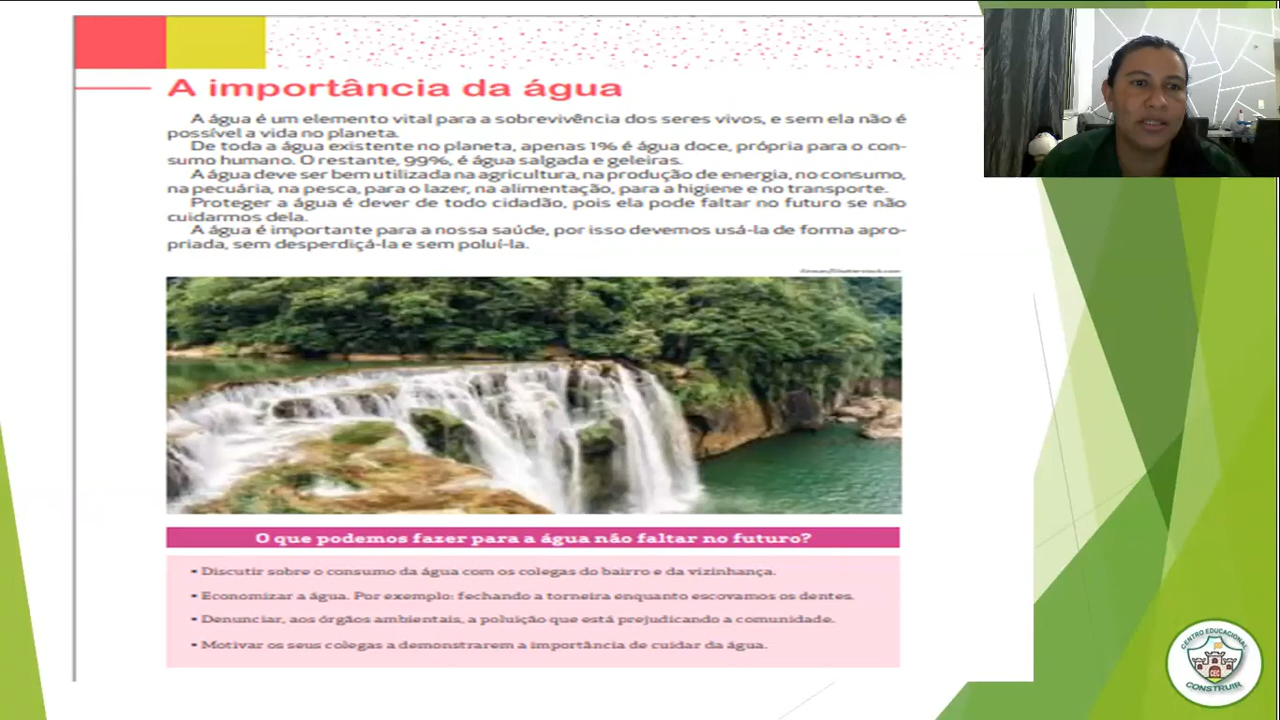 A importância da água
A água é um elemento vital para a sobrevivência dos seres vivos, e sem ela não é
possível a vida no planeta.
De toda a água existente no planeta, apenas 1% é água doce, própria para o con-
sumo humano. O restante, 99%, é água salgada e geleiras.
A água deve ser bem utilizada na agricultura, na produção de energia, no consumo,
na pecuária, na pesca, para o lazer, na alimentação, para a higiene e no transporte.
Proteger a água é dever de todo cidadão, pois ela pode faltar no futuro se não
cuidarmos dela.
A água é importante para a nossa saúde, por isso devemos usá-la de forma apro-
priada, sem desperdiçá-la e sem poluí-la.
O que podemos fazer para a água não faltar no futuro?
• Discutir sobre o consumo da água com os colegas do bairro e da vizinhança.
• Economizar a água. Por exemplo: fechando a torneira enquanto escovamos os dentes.
• Denunciar, aos órgãos ambientais, a poluição que está prejudicando a comunidade.
• Motivar os seus colegas a demonstrarem a importância de cuidar da água.
CENTRO EDUCACIONAL
CEC
CONSTRUIR